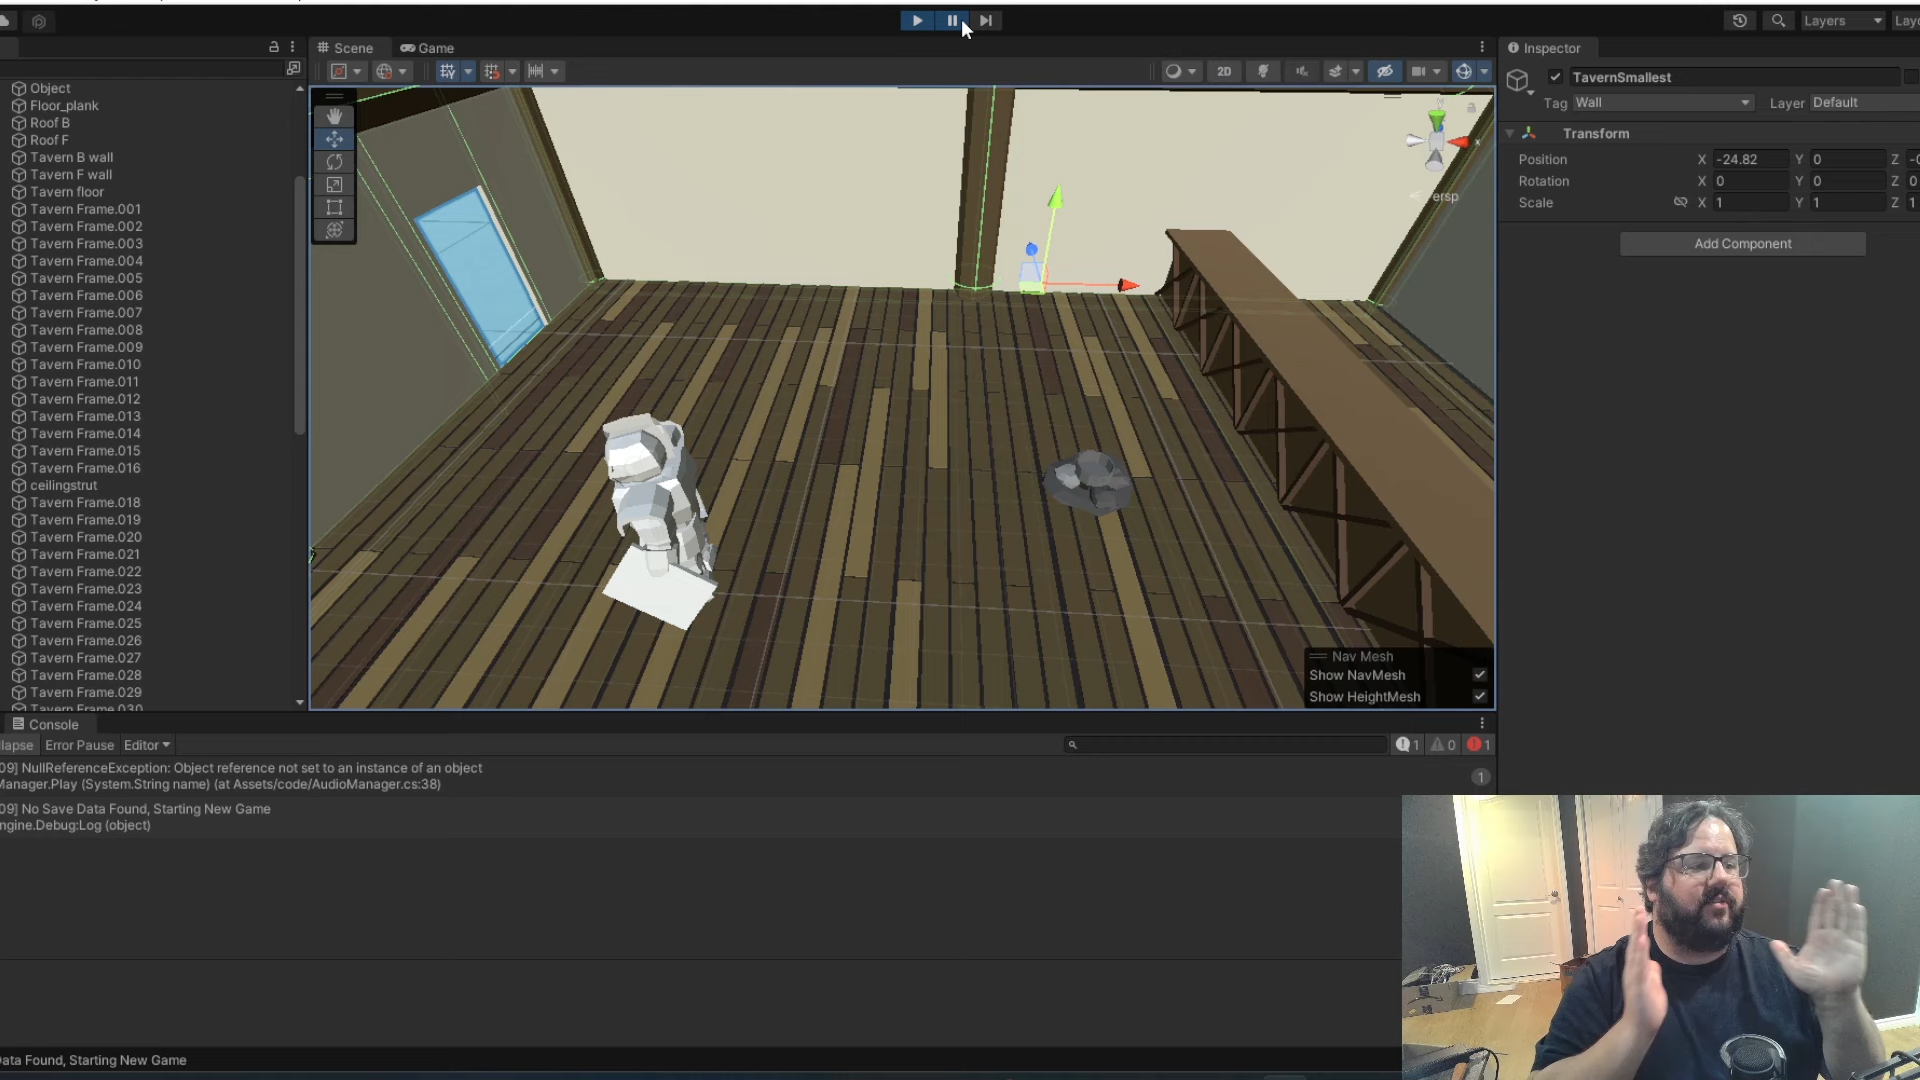 Layers
Lay
Scene
Game
Inspector
2D
TavernSmallest
Tag
Wall
Layer
Default
Transform
Position
X
-24.82
Y
0
Z
Rotation
X
0
Y
0
Z
0
Scale
X
1
Y
1
Z
1
Add Component
x
Persp
Object
Floor_plank
Roof B
Roof F
Tavern B wall
Tavern F wall
Tavern floor
Tavern Frame.001
Tavern Frame.002
Tavern Frame.003
Tavern Frame.004
Tavern Frame.005
Tavern Frame.006
Tavern Frame.007
Tavern Frame.008
Tavern Frame.009
Tavern Frame.010
Tavern Frame.011
Tavern Frame.012
Tavern Frame.013
Tavern Frame.014
Tavern Frame.015
Tavern Frame.016
ceilingstrut
Tavern Frame.018
Tavern Frame.019
Tavern Frame.020
Tavern Frame.021
Tavern Frame.022
Tavern Frame.023
Tavern Frame.024
Tavern Frame.025
Tavern Frame.026
Tavern Frame.027
Tavern Frame.028
Tavern Frame.029
Tavern Frame.030
Nav Mesh
Show NavMesh
Show HeightMesh
Console
lapse
Error Pause
Editor
1
0
1
09] NullReferenceException: Object reference not set to an instance of an object
Manager.Play (System.String name) (at Assets/code/AudioManager.cs:38)
1
09] No Save Data Found, Starting New Game
ngine.Debug:Log (object)
Data Found, Starting New Game